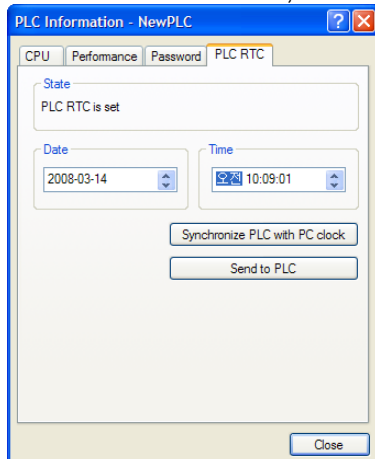 PLC Information - NewPLC
CPU Performance Password PLC RTC
State
PLC RTC is set
Date Time
2008-03-14 오전 10:09:01
Synchronize PLC with PC clock
Send to PLC
Close